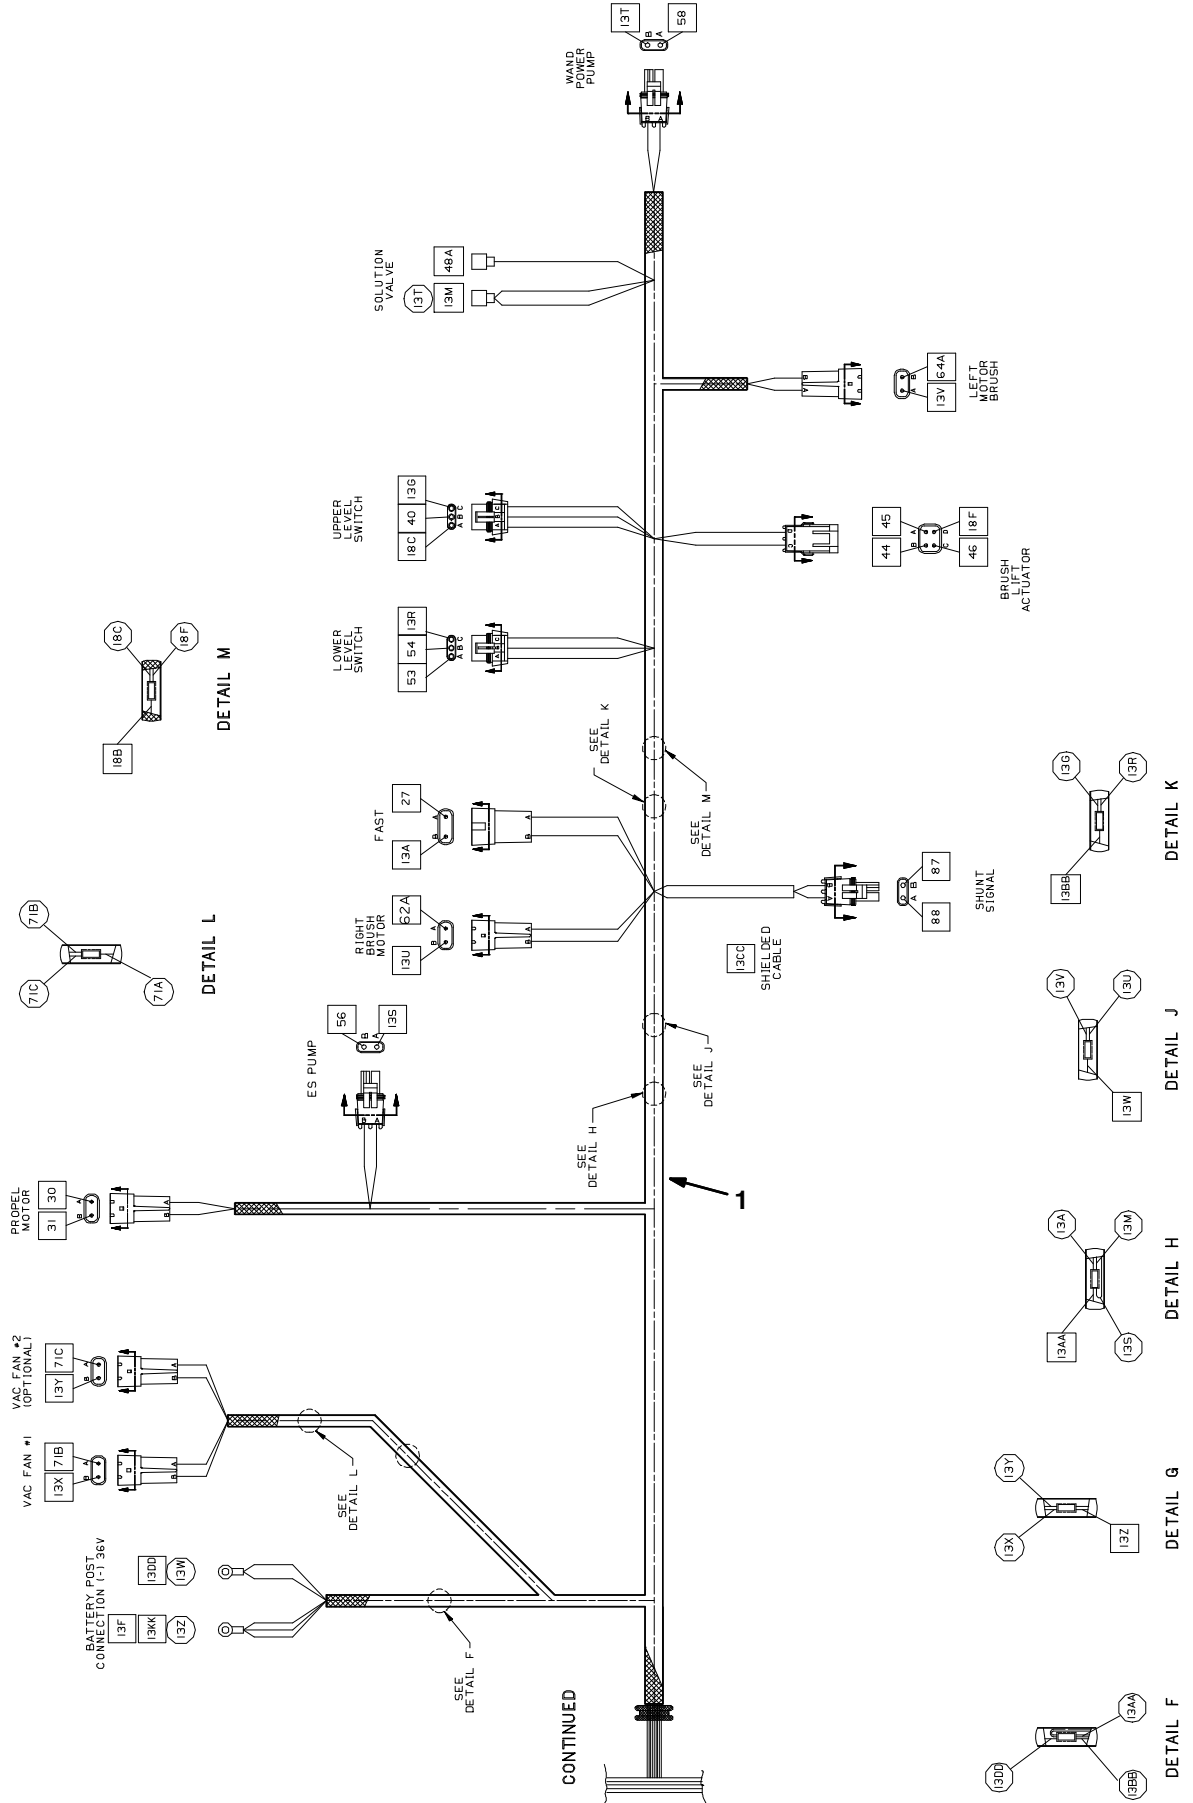 BATTERY POST
CONNECTION (-) 36V
13F
13KK
13Z
13DD
13W
VAC FAN #1
13X
71B
B
A
B
A
VAC FAN #2
(OPTIONAL)
13Y
71C
B
A
B
A
PROPEL
MOTOR
31
30
B
A
B
A
ES PUMP
56
13S
B
A
B
A
RIGHT
BRUSH
MOTOR
13U
62A
B
A
B
A
FAST
13A
27
B
A
B
A
LOWER
LEVEL
SWITCH
53
54
13R
A
B
C
A
B
C
UPPER
LEVEL
SWITCH
18C
40
13G
A
B
C
A
B
C
SOLUTION
VALVE
13T
13M
48A
WAND
POWER
PUMP
13T
58
B
A
B
A
SEE
DETAIL F
SEE
DETAIL L
SEE
DETAIL H
SEE
DETAIL J
SEE
DETAIL K
SEE
DETAIL M
CONTINUED
1
13CC
SHIELDED
CABLE
A
B
A
B
88
87
SHUNT
SIGNAL
44
45
B
A
C
D
46
18F
BRUSH
LIFT
ACTUATOR
A
B
A
B
13V
64A
LEFT
MOTOR
BRUSH
71C
71B
71A
DETAIL L
18B
18C
18F
DETAIL M
13DD
13BB
13AA
DETAIL F
13X
13Y
13Z
DETAIL G
13AA
13A
13S
13M
DETAIL H
13V
13W
13U
DETAIL J
13BB
13G
13R
DETAIL K